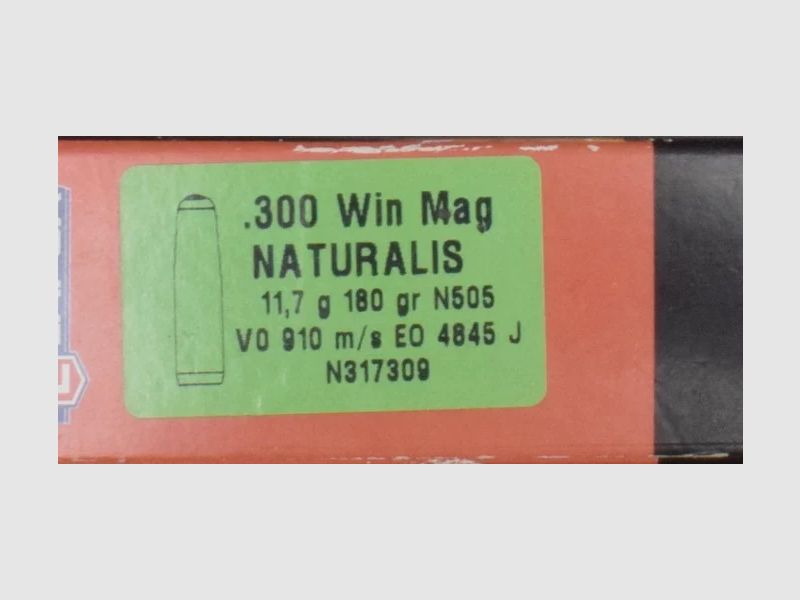 .300 Win Mag
NATURALIS
11,7 g 180 gr N505
V0 910 m/s E0 4845 J
N317309